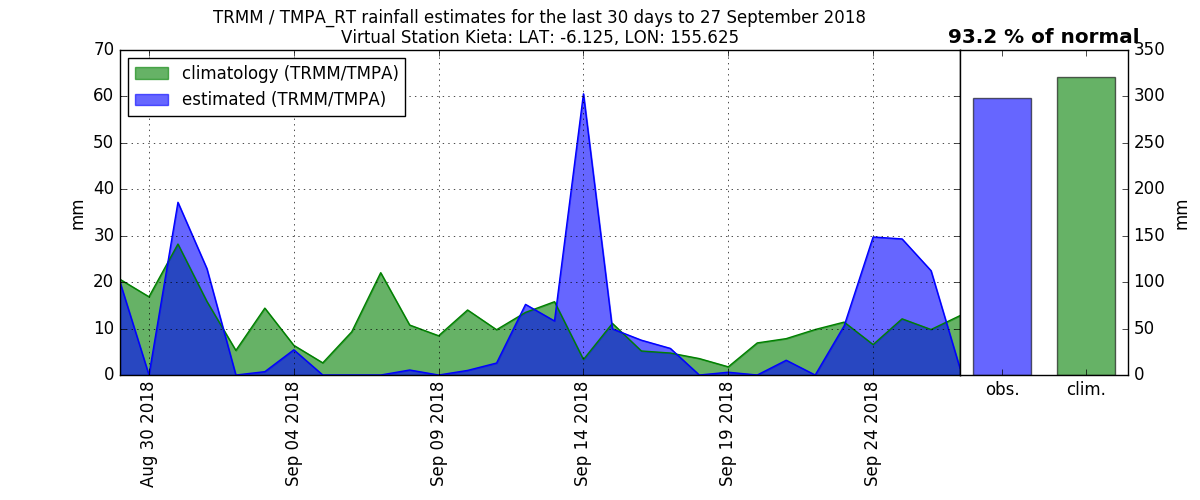 TRMM / TMPA_RT rainfall estimates for the last 30 days to 27 September 2018
Virtual Station Kieta: LAT: -6.125, LON: 155.625
93.2 % of normal
climatology (TRMM/TMPA)
estimated (TRMM/TMPA)
70
60
50
40
30
20
10
0
mm
350
300
250
200
150
100
50
0
mm
Aug 30 2018
Sep 04 2018
Sep 09 2018
Sep 14 2018
Sep 19 2018
Sep 24 2018
obs.
clim.